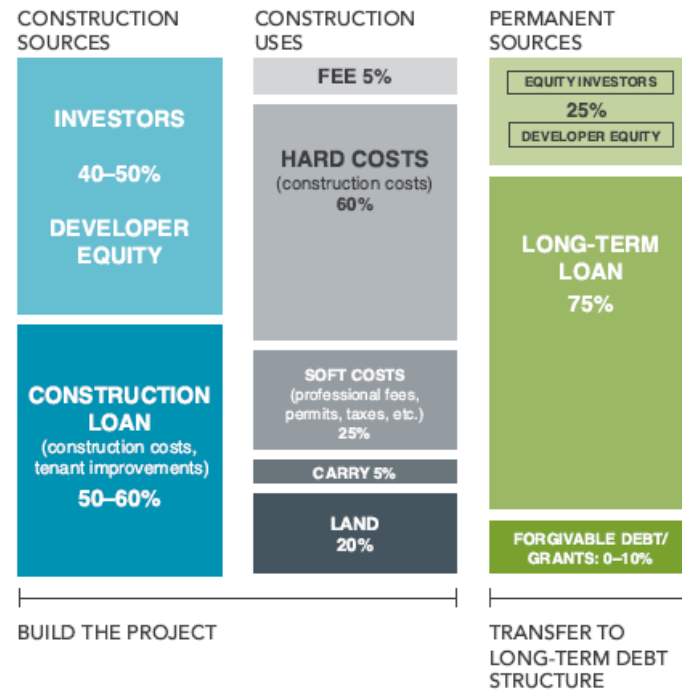 CONSTRUCTION
SOURCES
INVESTORS
40–50%
DEVELOPER
EQUITY
CONSTRUCTION
LOAN
(construction costs,
tenant improvements)
50–60%
CONSTRUCTION
USES
FEE 5%
HARD COSTS
(construction costs)
60%
SOFT COSTS
(professional fees,
permits, taxes, etc.)
25%
CARRY 5%
LAND
20%
BUILD THE PROJECT
PERMANENT
SOURCES
EQUITY INVESTORS
25%
DEVELOPER EQUITY
LONG-TERM
LOAN
75%
FORGIVABLE DEBT/
GRANTS: 0–10%
TRANSFER TO
LONG-TERM DEBT
STRUCTURE